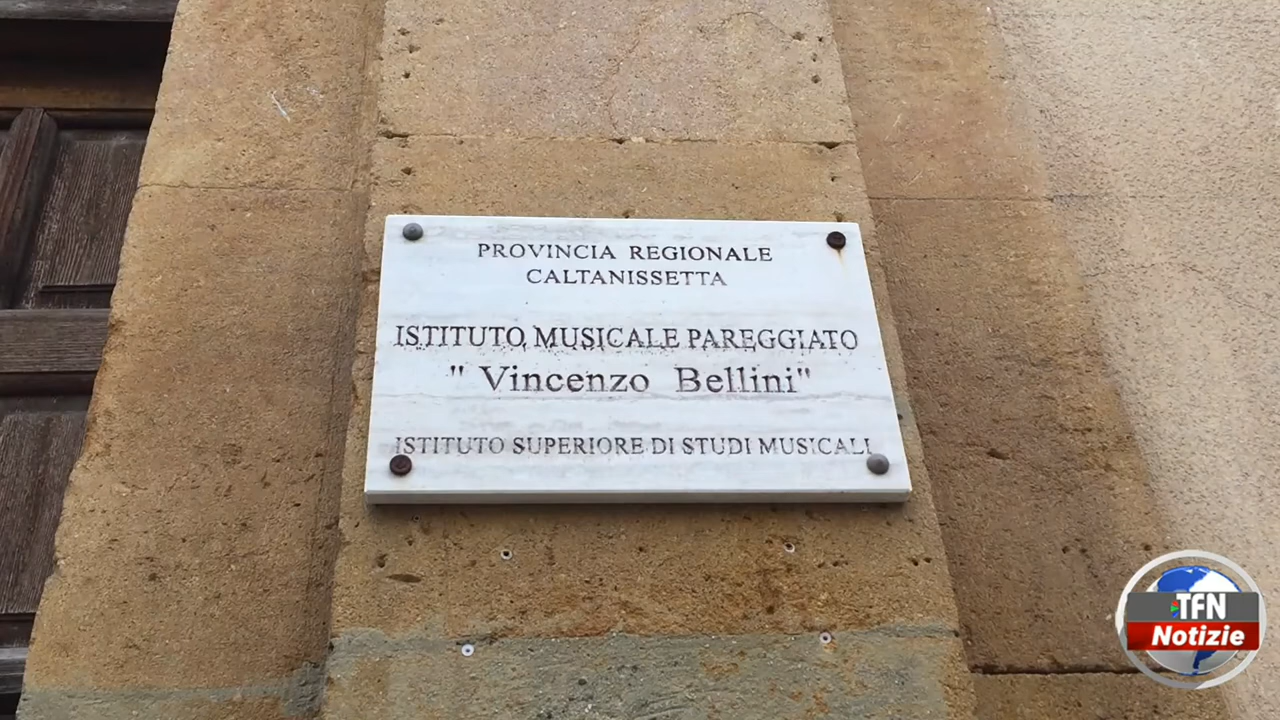 PROVINCIA REGIONALE
CALTANISSETTA
ISTITUTO MUSICALE PAREGGIATO
" Vincenzo Bellini"
ISTITUTO SUPERIORE DI STUDI MUSICALI
TFN
Notizie